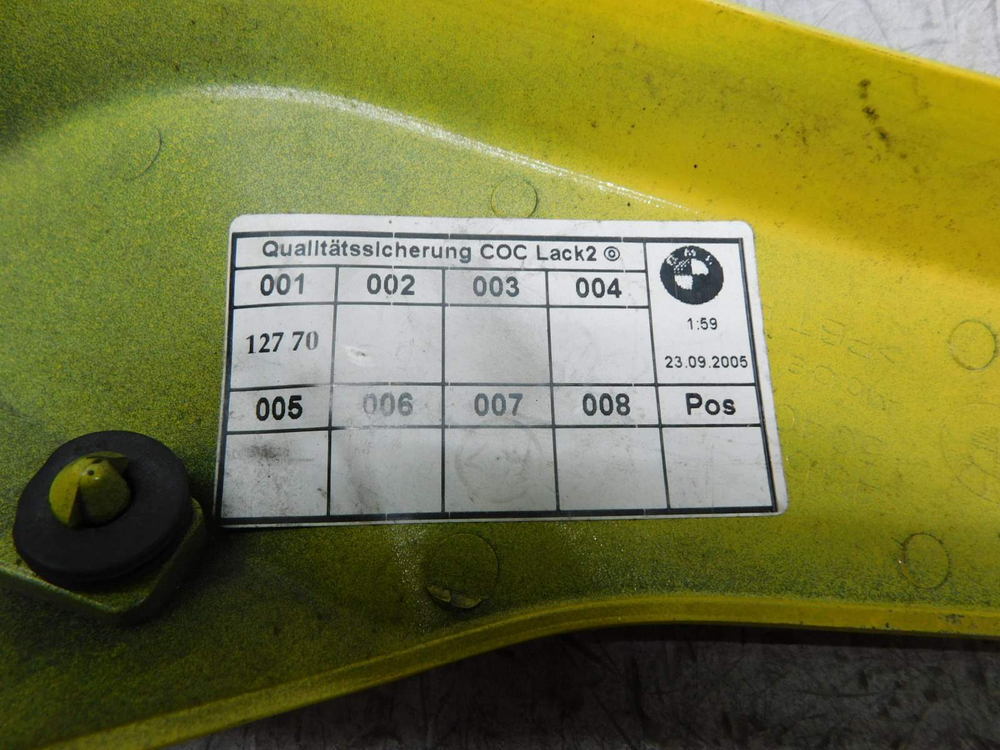 Qualitätssicherung COC Lack2 ©
BMW
001 002 003 004
1:59
127 70
23.09.2005
005 006 007 008 Pos